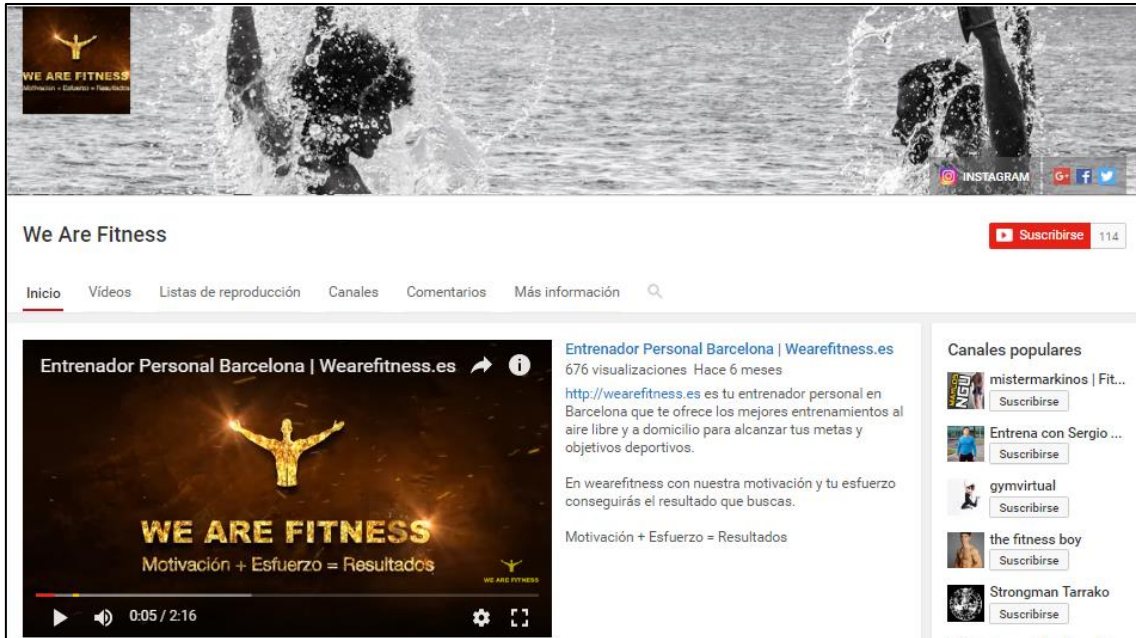 WE ARE FITNESS
Motivación + Esfuerzo = Resultados
INSTAGRAM
We Are Fitness
Suscribirse 114
Inicio Vídeos Listas de reproducción Canales Comentarios Más información
Entrenador Personal Barcelona | Wearefitness.es
WE ARE FITNESS
Motivación + Esfuerzo = Resultados
WE ARE FITNESS
0:05 / 2:16
Entrenador Personal Barcelona | Wearefitness.es
676 visualizaciones Hace 6 meses
http://wearefitness.es es tu entrenador personal en
Barcelona que te ofrece los mejores entrenamientos al
aire libre y a domicilio para alcanzar tus metas y
objetivos deportivos.
En wearefitness con nuestra motivación y tu esfuerzo
conseguirás el resultado que buscas.
Motivación + Esfuerzo = Resultados
Canales populares
mistermarkinos | Fit...
Suscribirse
Entrena con Sergio ...
Suscribirse
gymvirtual
Suscribirse
the fitness boy
Suscribirse
Strongman Tarrako
Suscribirse